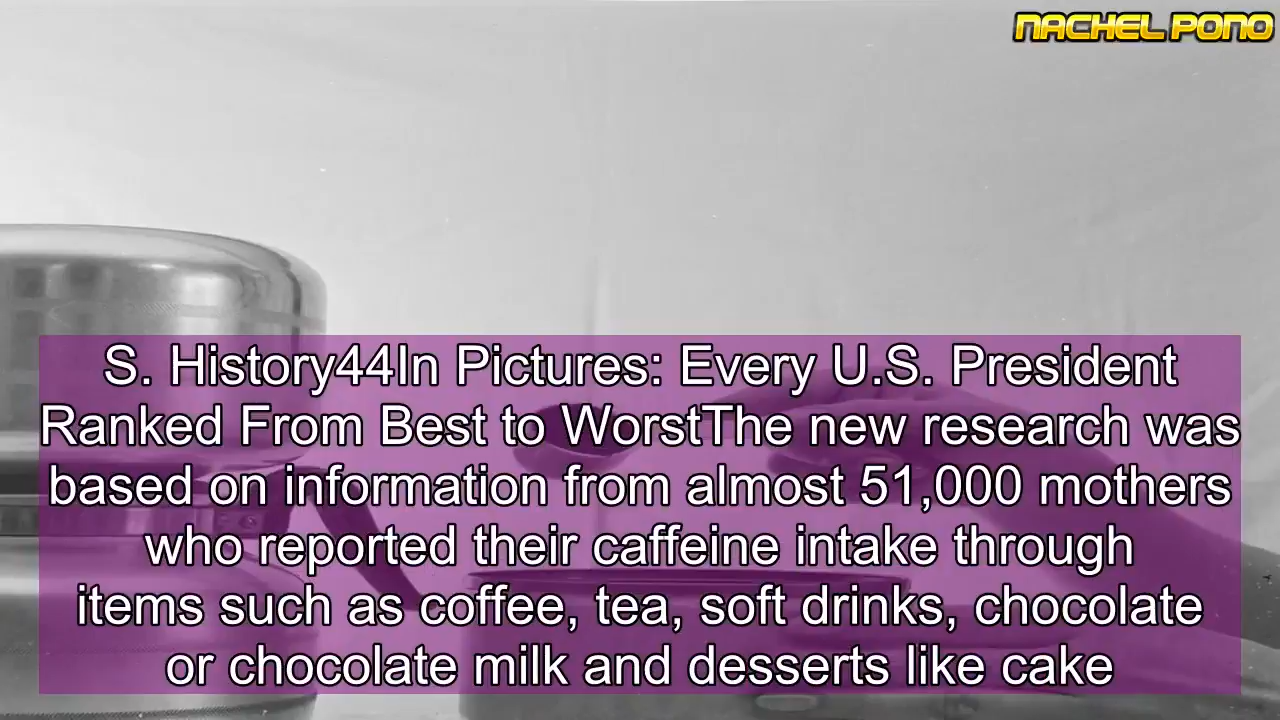 NACHEL PONO
S. History44In Pictures: Every U.S. President
Ranked From Best to WorstThe new research was
based on information from almost 51,000 mothers
who reported their caffeine intake through
items such as coffee, tea, soft drinks, chocolate
or chocolate milk and desserts like cake